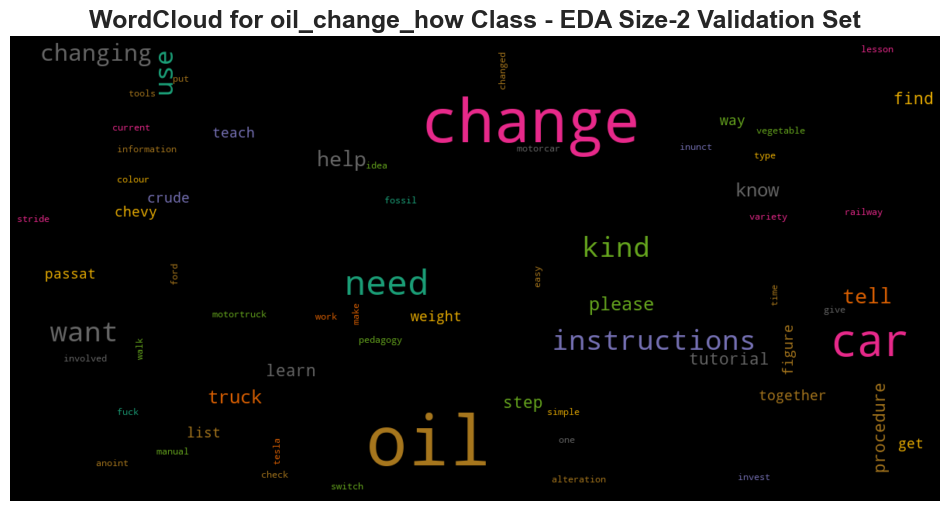 WordCloud for oil_change_how Class - EDA Size-2 Validation Set
changing
use
put
tools
changed
lesson
find
change
current
teach
way
vegetable
information
help
idea
motorcar
inunct
type
colour
crude
chevy
fossil
know
stride
variety
railway
kind
passat
ford
need
easy
time
tell
motortruck
work
make
weight
please
give
want
walk
pedagogy
instructions
car
involved
learn
tutorial
figure
truck
step
together
fuck
simple
procedure
list
oil
one
get
manual
anoint
tesla
check
switch
alteration
invest